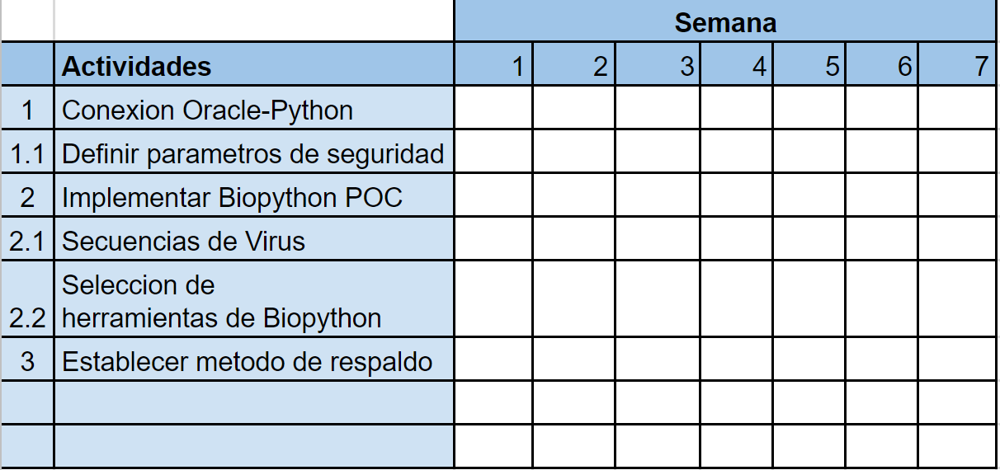 Semana
Actividades 1 2 3 4 5 6 7
1 Conexion Oracle-Python
1.1 Definir parametros de seguridad
2 Implementar Biopython POC
2.1 Secuencias de Virus
Seleccion de
2.2 herramientas de Biopython
3 Establecer metodo de respaldo